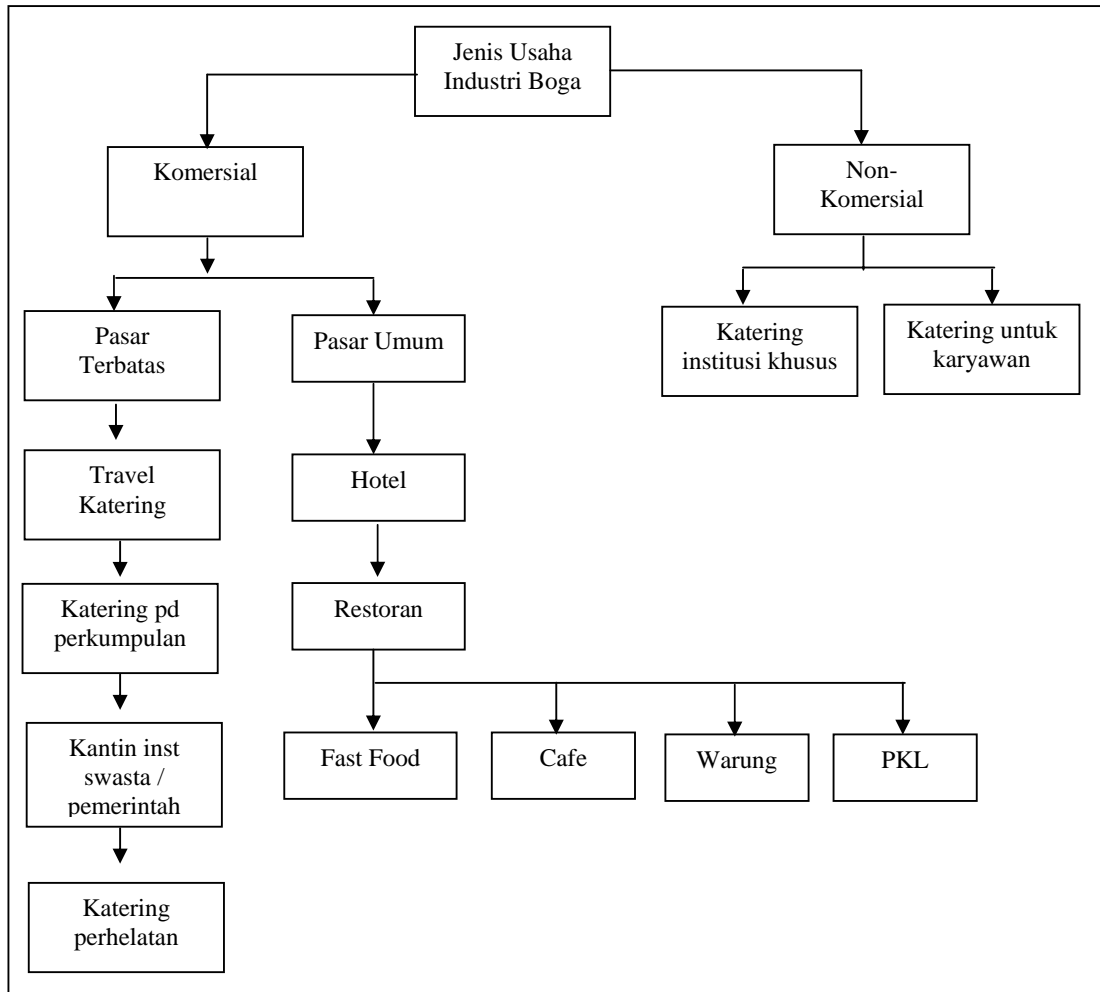 Jenis Usaha
Industri Boga
Komersial
Non-
Komersial
Pasar
Terbatas
Pasar Umum
Katering
institusi khusus
Katering untuk
karyawan
Travel
Katering
Hotel
Katering pd
perkumpulan
Restoran
Kantin inst
swasta /
pemerintah
Fast Food
Cafe
Warung
PKL
Katering
perhelatan